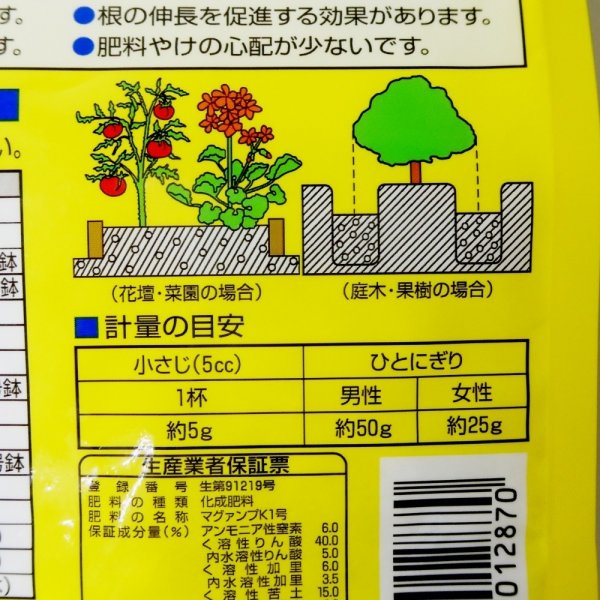 す。
●根の伸長を促進する効果があります。
す。
●肥料やけの心配が少ないです。
い。
鉢
鉢
鉢
鉢
(花壇・菜園の場合)
(庭木・果樹の場合)
■計量の目安
小さじ(5cc) ひとにぎり
1杯 男性 女性
約5g 約50g 約25g
生産業者保証票
登録番号 生第91219号
肥料の種類 化成肥料
肥料の名称 マグァンプK1号
保証成分量(%) アンモニア性窒素 6.0
く溶性りん酸 40.0
内水溶性りん酸 5.0
く溶性加里 6.0
内水溶性加里 3.5
く溶性苦土 15.0
012870